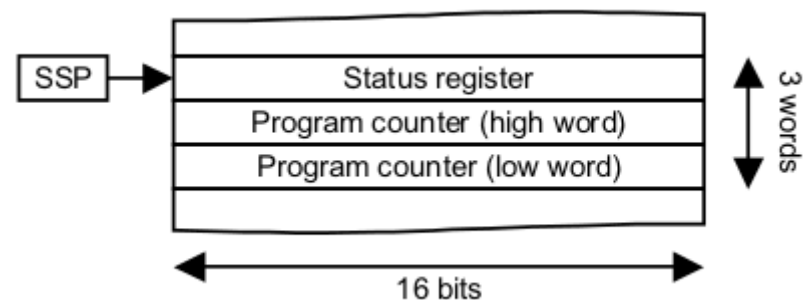 SSP
Status register
Program counter (high word)
Program counter (low word)
3 words
16 bits